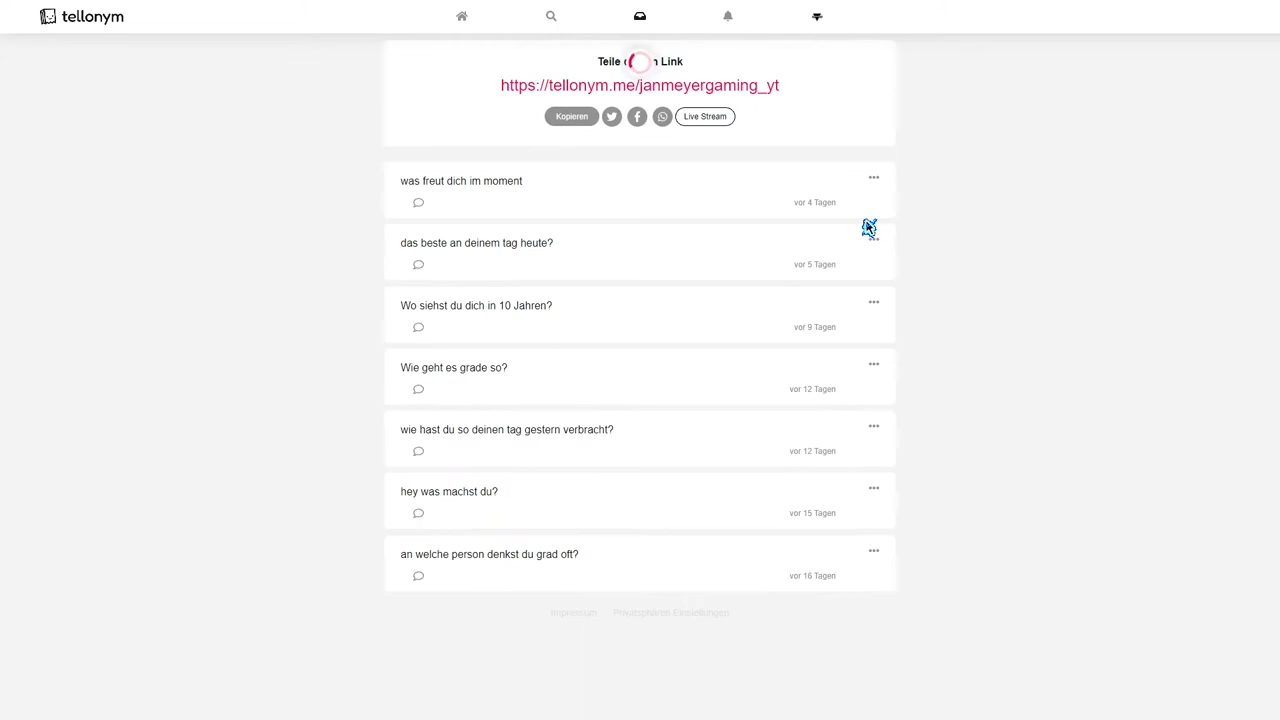 tellonym
Teile d n Link
https://tellonym.me/janmeyergaming_yt
Kopieren
Live Stream
was freut dich im moment
vor 4 Tagen
das beste an deinem tag heute?
vor 5 Tagen
Wo siehst du dich in 10 Jahren?
vor 9 Tagen
Wie geht es grade so?
vor 12 Tagen
wie hast du so deinen tag gestern verbracht?
vor 12 Tagen
hey was machst du?
vor 15 Tagen
an welche person denkst du grad oft?
vor 16 Tagen
Impressum Privatsphären Einstellungen